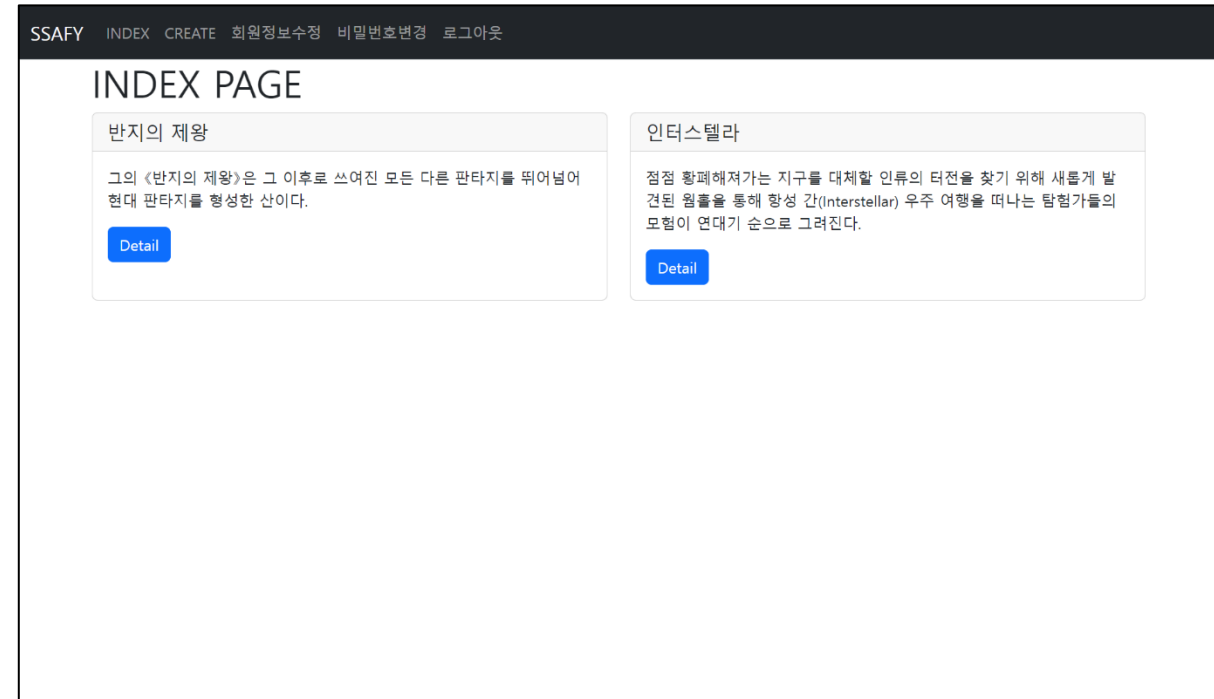 SSAFY INDEX CREATE 회원정보수정 비밀번호변경 로그아웃
INDEX PAGE
반지의 제왕
그의 《반지의 제왕》은 그 이후로 쓰여진 모든 다른 판타지를 뛰어넘어
현대 판타지를 형성한 산이다.
Detail
인터스텔라
점점 황폐해져가는 지구를 대체할 인류의 터전을 찾기 위해 새롭게 발
견된 웜홀을 통해 항성 간(Interstellar) 우주 여행을 떠나는 탐험가들의
모험이 연대기 순으로 그려진다.
Detail